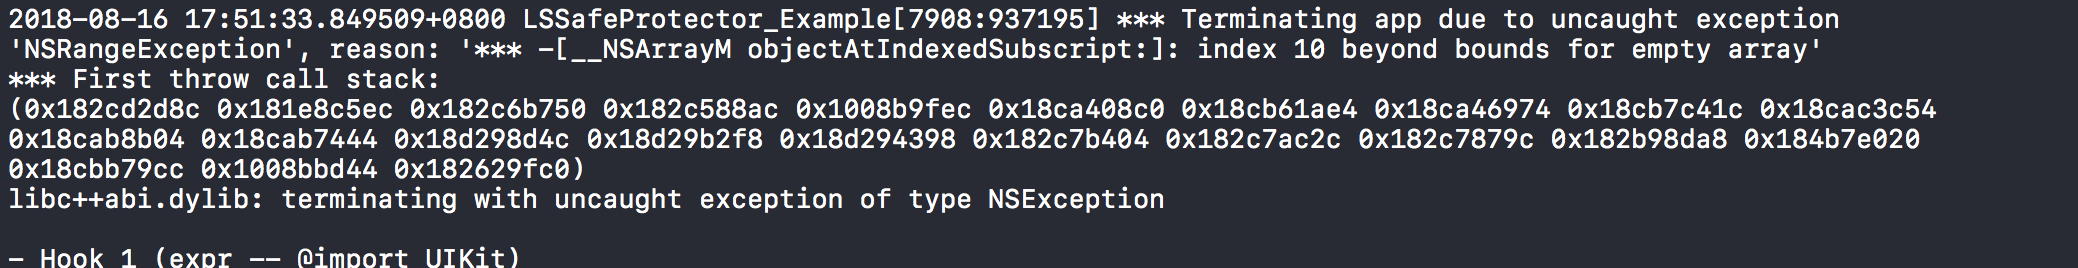 2018-08-16 17:51:33.849509+0800 LSSafeProtector_Example[7908:937195] *** Terminating app due to uncaught exception
'NSRangeException', reason: '*** -[__NSArrayM objectAtIndexedSubscript:]: index 10 beyond bounds for empty array'
*** First throw call stack:
(0x182cd2d8c 0x181e8c5ec 0x182c6b750 0x182c588ac 0x1008b9fec 0x18ca408c0 0x18cb61ae4 0x18ca46974 0x18cb7c41c 0x18cac3c54
0x18cab8b04 0x18cab7444 0x18d298d4c 0x18d29b2f8 0x18d294398 0x182c7b404 0x182c7ac2c 0x182c7879c 0x182b98da8 0x184b7e020
0x18cbb79cc 0x1008bbd44 0x182629fc0)
libc++abi.dylib: terminating with uncaught exception of type NSException
- Hook 1 (expr -- @import UIKit)